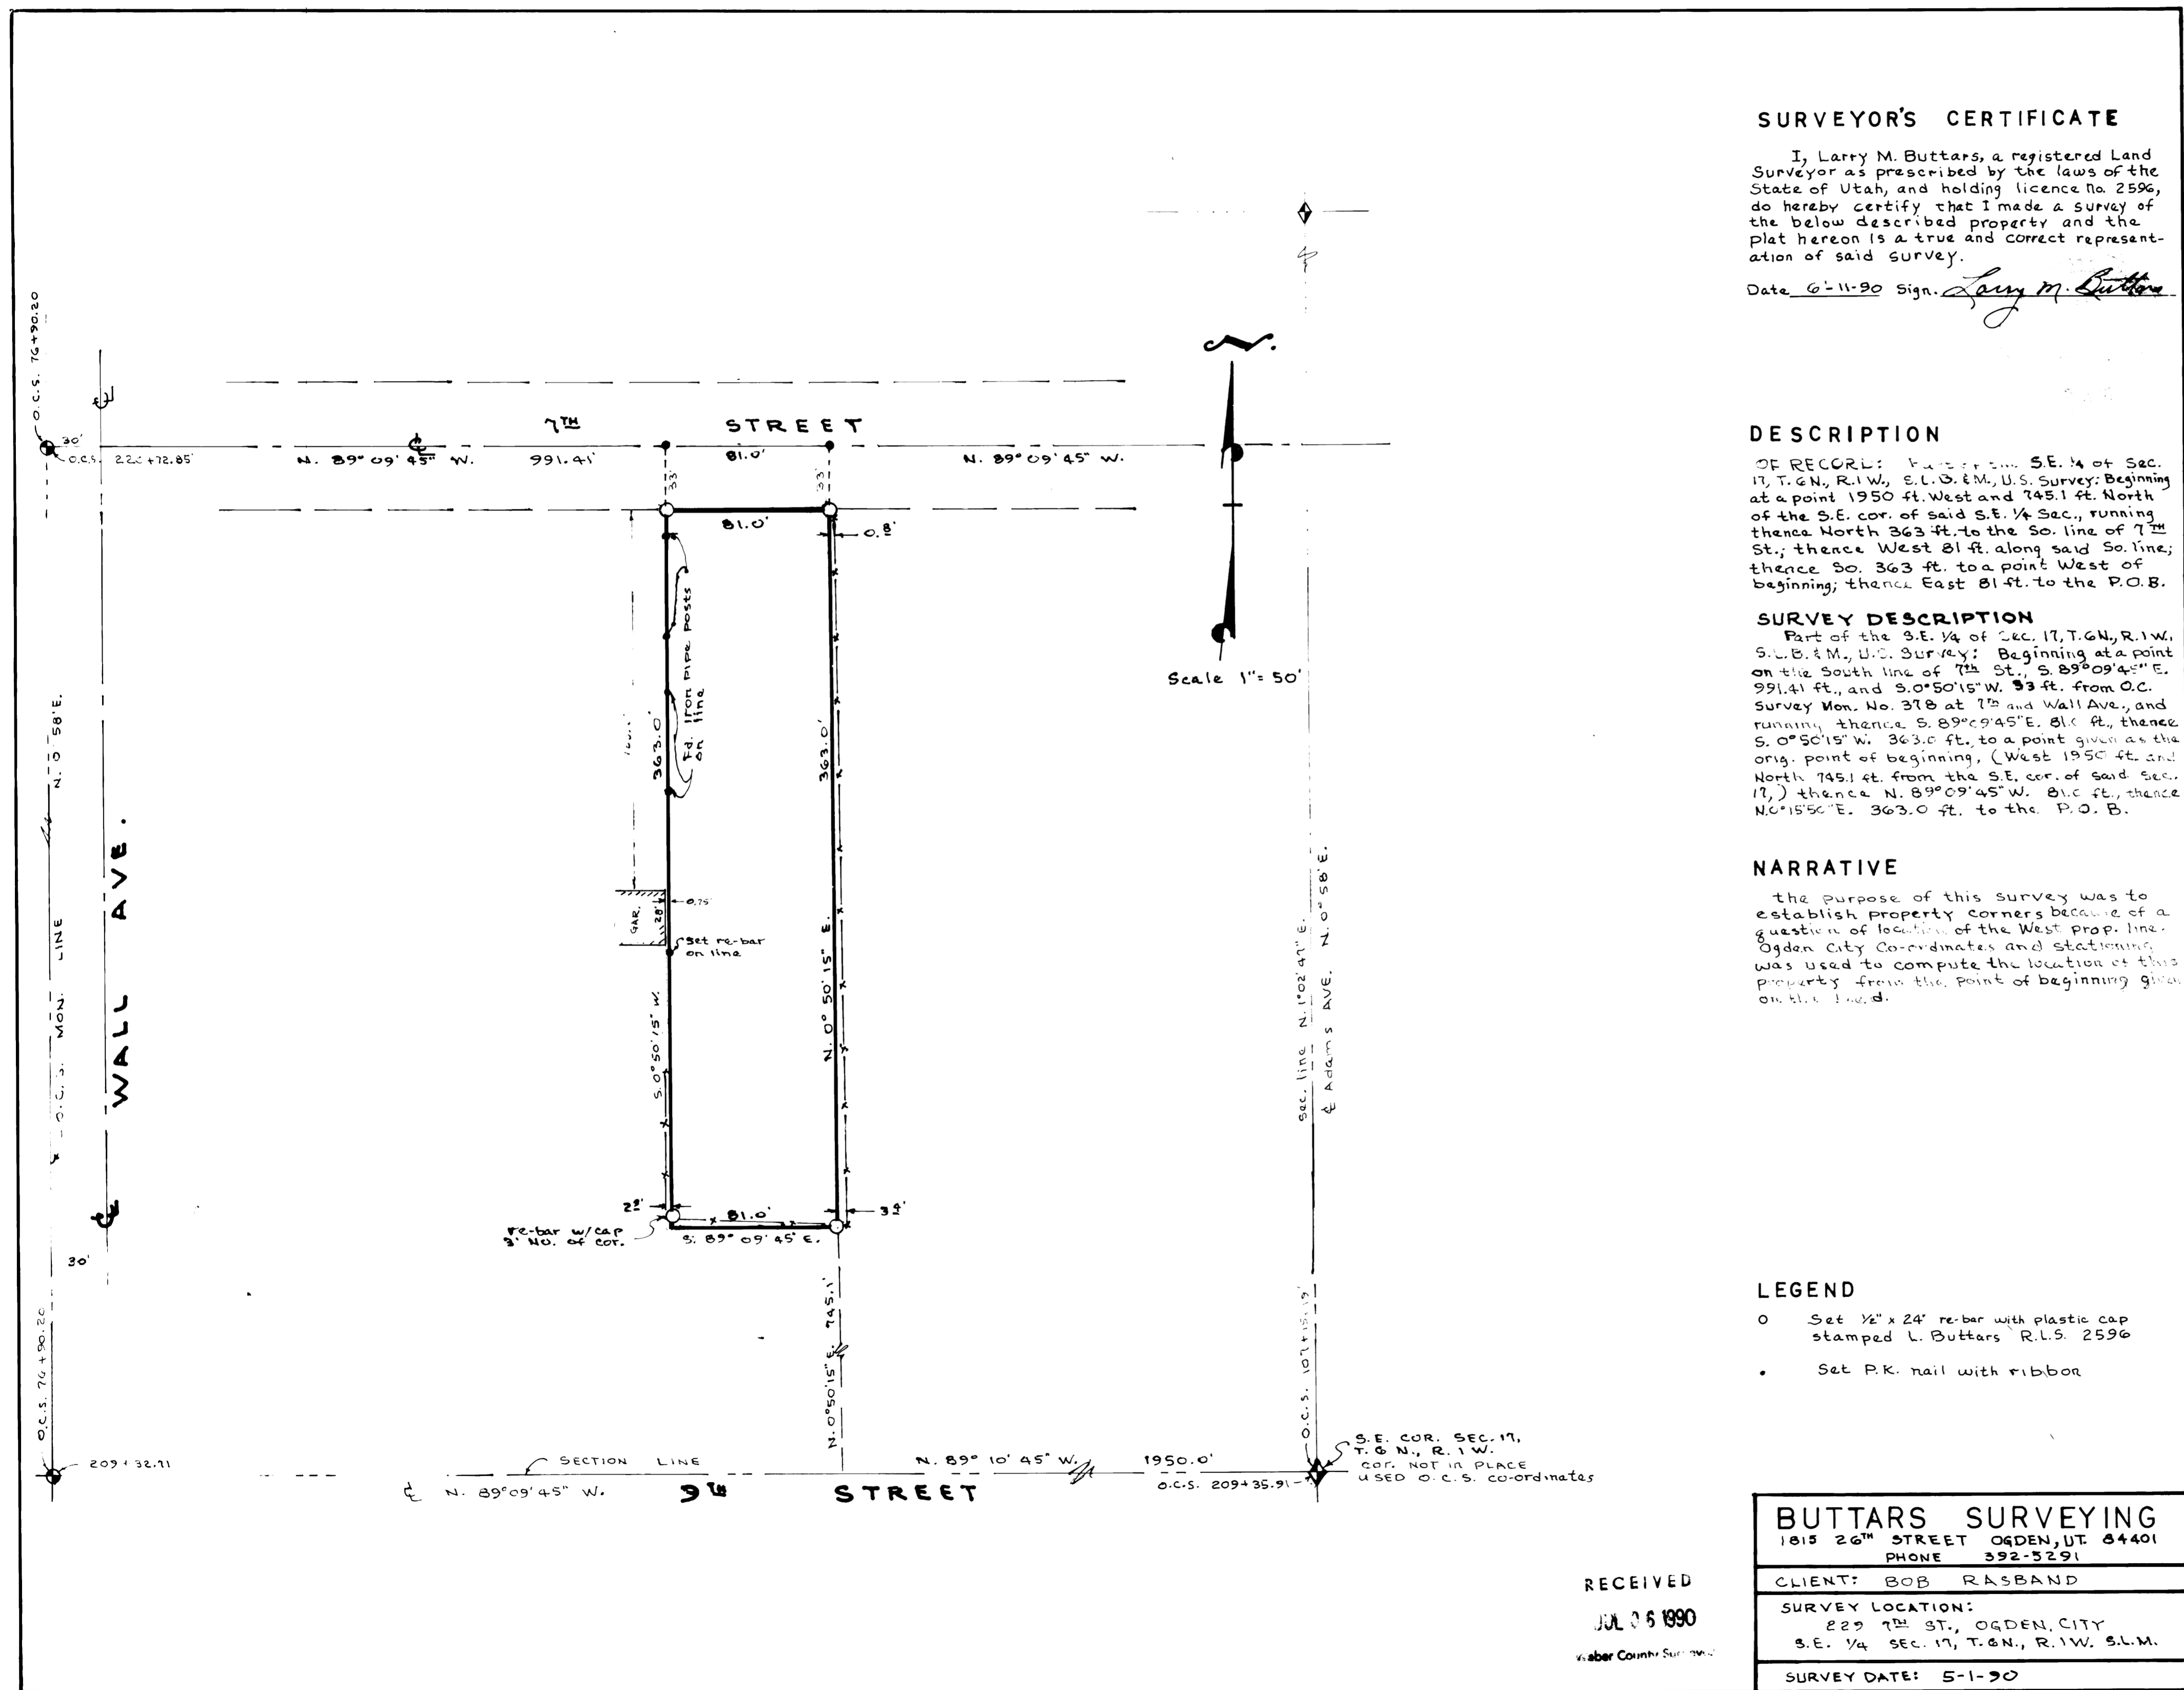 SURVEYOR'S CERTIFICATE
I, Larry M. Buttars, a registered Land
Surveyor as prescribed by the laws of the
State of Utah, and holding licence no. 2596,
do hereby certify that I made a survey of
the below described property and the
plat hereon is a true and correct represent-
ation of said survey.
Date 6-11-90 Sign. Larry M. Buttars
DESCRIPTION
OF RECORD: S.E. 1/4 of Sec.
17, T. 6 N., R. 1 W., S.L.B. & M., U.S. Survey: Beginning
at a point 1950 ft. West and 745.1 ft. North
of the S.E. cor. of said S.E. 1/4 Sec., running
thence North 363 ft. to the So. line of 7TH
St.; thence West 81 ft. along said So. line;
thence So. 363 ft. to a point West of
beginning; thence East 81 ft. to the P.O.B.
SURVEY DESCRIPTION
Part of the S.E. 1/4 of Sec. 17, T. 6N., R. 1 W.,
S.L.B. & M., U.S. Survey: Beginning at a point
on the South line of 7th St., S. 89°09'45" E.
991.41 ft., and S. 0°50'15" W. 33 ft. from O.C.
Survey Mon. No. 378 at 7th and Wall Ave., and
running thence S. 89°09'45" E. 81.0 ft., thence
S. 0°50'15" W. 363.0 ft., to a point given as the
orig. point of beginning, (West 1950 ft. and
North 745.1 ft. from the S.E. cor. of said Sec.
17,) thence N. 89°09'45" W. 81.0 ft., thence
N.0°15'50"E. 363.0 ft. to the P.O.B.
NARRATIVE
the purpose of this survey was to
establish property corners because of a
question of location of the West prop. line.
Ogden City Co-ordinates and stationing
was used to compute the location of this
property from the point of beginning given
on the
LEGEND
O Set 1/2" x 24" re-bar with plastic cap
stamped L. Buttars R.L.S. 2596
• Set P.K. nail with ribbon
BUTTARS SURVEYING
1815 26TH STREET OGDEN, UT. 84401
PHONE 392-5291
CLIENT: BOB RASBAND
SURVEY LOCATION:
229 7TH ST., OGDEN, CITY
S.E. 1/4 SEC. 17, T. 6N., R. 1W. S.L.M.
SURVEY DATE: 5-1-90
RECEIVED
JUL 06 1990
Weber County Surveyor
O.C.S. 76+90.20
30'
O.C.S. 72.85'
7TH STREET
N. 89° 09' 45" W. 991.41'
81.0'
N. 89° 09' 45" W.
33'
33'
81.0'
0.8'
Fd. Iron pipe posts
on line
363.0'
363.0'
GAR.
28'
0.75'
Set re-bar
on line
S. 0° 50' 15" W.
N. 0° 50' 15" E.
2.2'
81.0'
3.4'
re-bar w/cap
3' No. of cor.
S. 89° 09' 45" E.
N. 0° 50' 15" E. 745.1'
N.
Scale 1" = 50'
N. 0° 58' E.
O.C.S. MON. LINE
WALL AVE.
30'
O.C.S. 76+90.20
209+32.71
Sec. line N. 1°02'47" E.
Adams AVE. N. 0° 58' E.
O.C.S. 107+15.19'
SECTION LINE
N. 89° 10' 45" W. 1950.0'
N. 89°09'45" W.
9TH STREET
O.C.S. 209+35.91
S.E. COR. SEC. 17,
T. 6 N., R. 1 W.
cor. NOT in PLACE
USED O.C.S. CO-ordinates